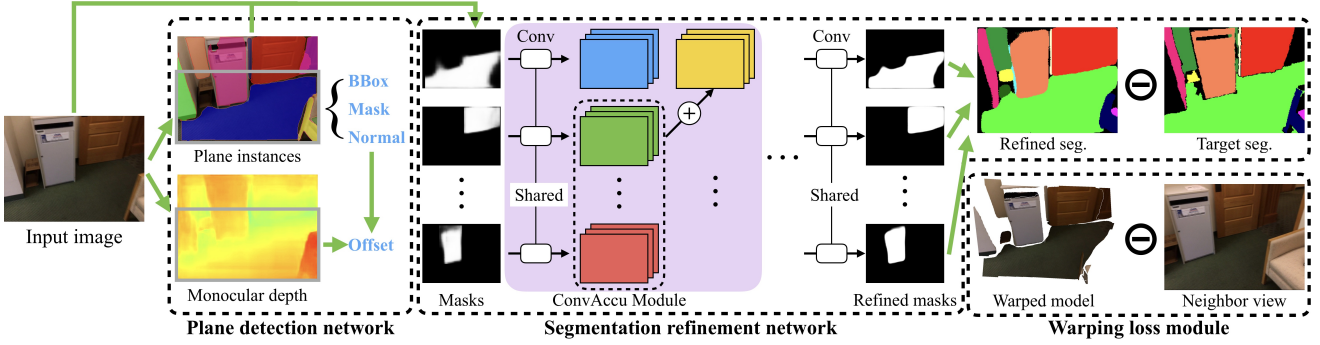 Input image
BBox
Mask
Normal
Plane instances
Offset
Monocular depth
Plane detection network
Conv
Shared
Masks
ConvAccu Module
Conv
Shared
Refined masks
Segmentation refinement network
Refined seg.
Target seg.
Warped model
Neighbor view
Warping loss module